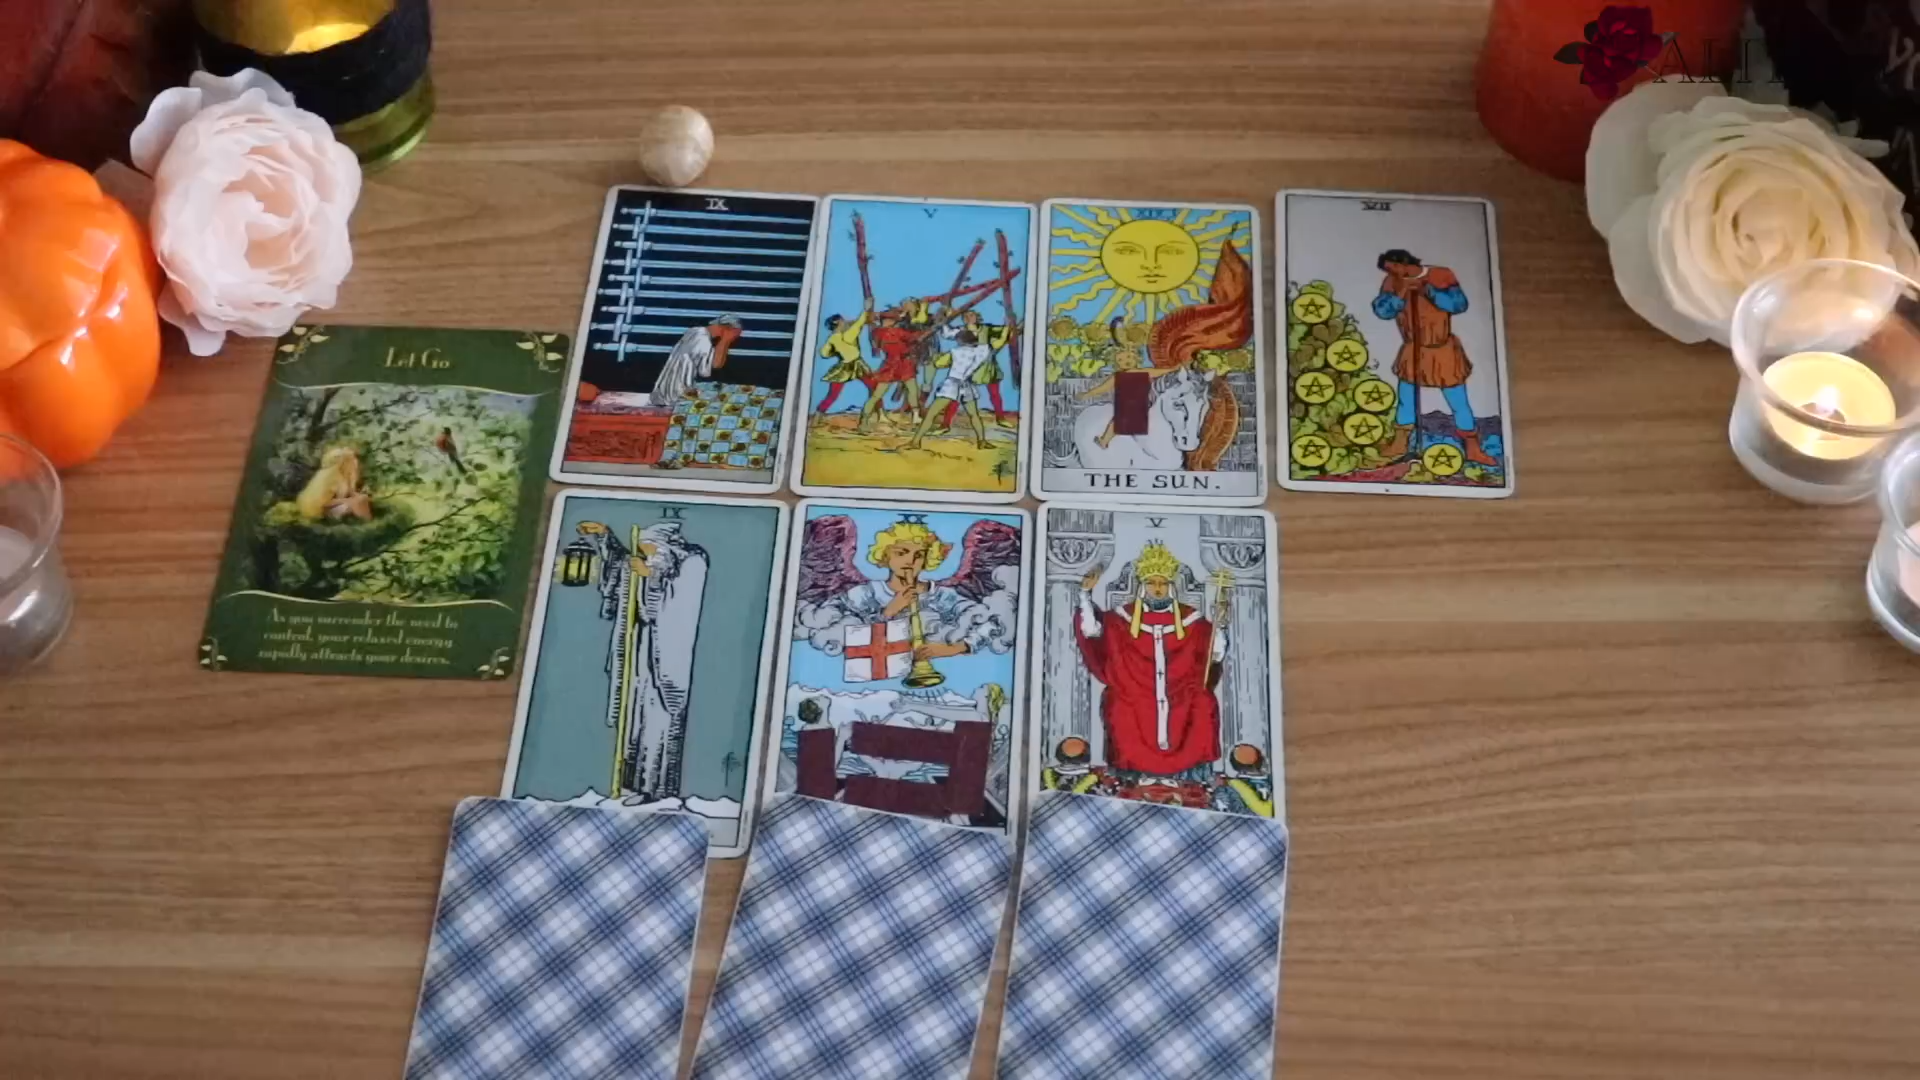 IX
V
XIX
VII
THE SUN.
Let Go
As you surrender the need to
control, your relaxed energy
rapidly attracts your desires.
IX
XX
V